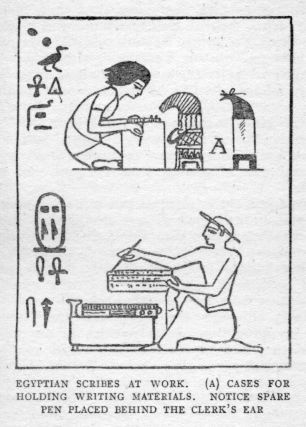 A
EGYPTIAN SCRIBES AT WORK. (A) CASES FOR
HOLDING WRITING MATERIALS. NOTICE SPARE
PEN PLACED BEHIND THE CLERK'S EAR